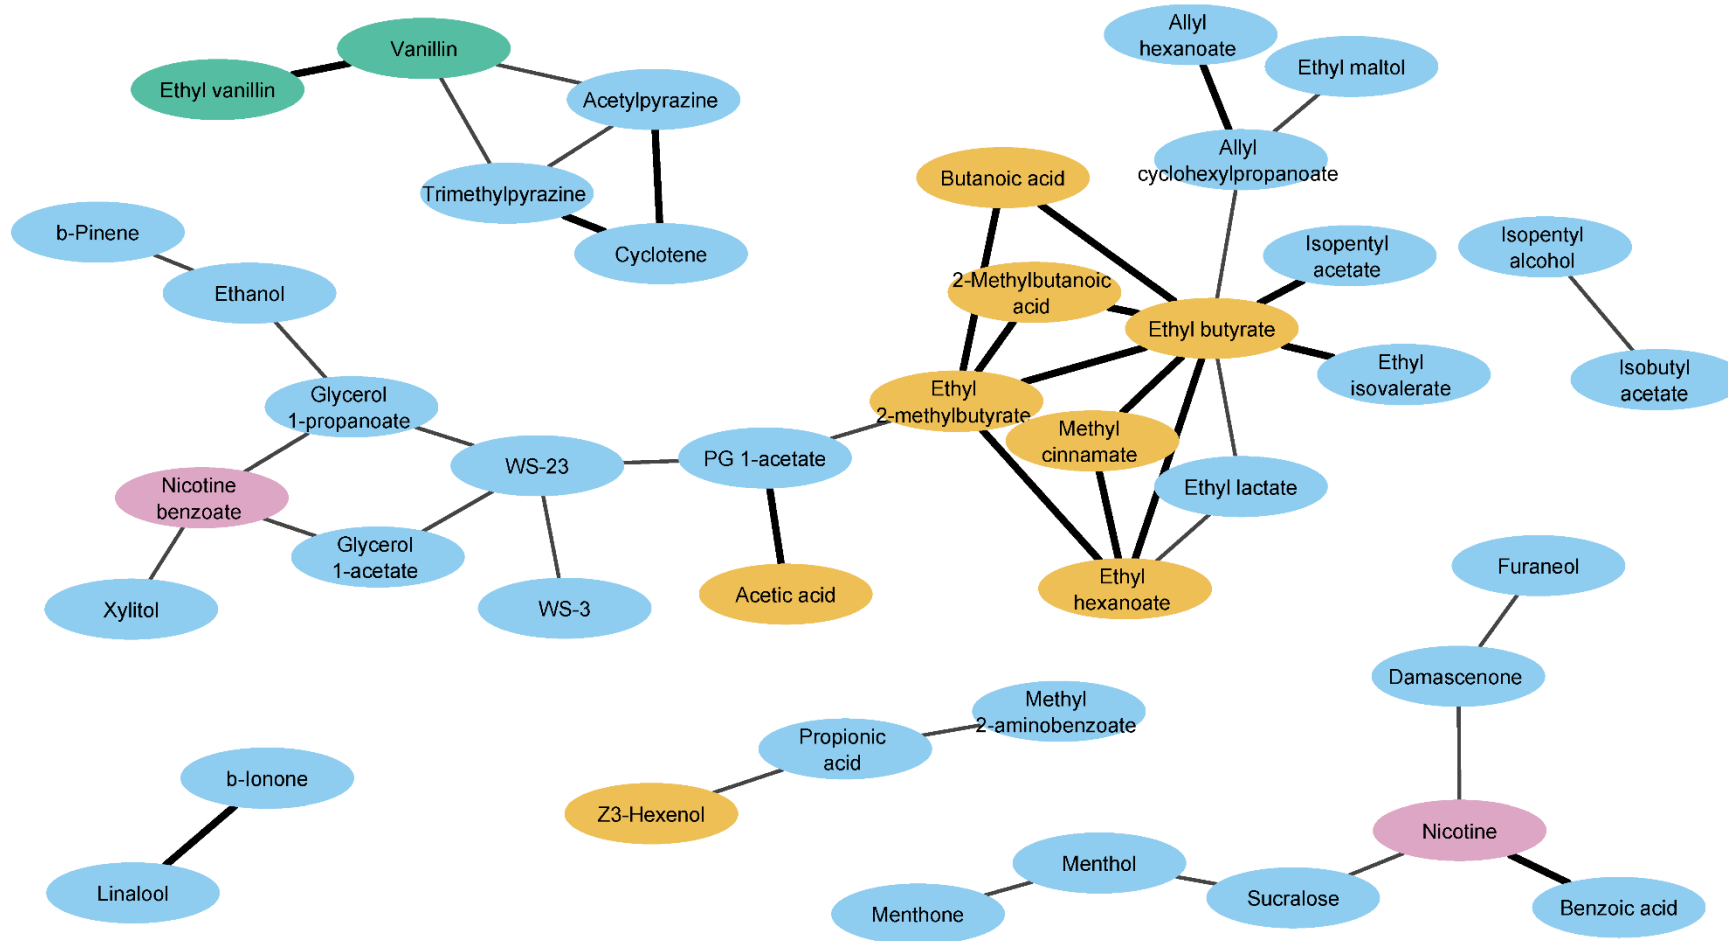 Vanillin
Ethyl vanillin
Acetylpyrazine
Trimethylpyrazine
Cyclotene
Allyl
hexanoate
Ethyl maltol
Allyl
cyclohexylpropanoate
Butanoic acid
b-Pinene
Ethanol
2-Methylbutanoic
acid
Isopentyl
acetate
Isopentyl
alcohol
Ethyl butyrate
Ethyl
isovalerate
Isobutyl
acetate
Glycerol
1-propanoate
Ethyl
2-methylbutyrate
Methyl
cinnamate
WS-23
PG 1-acetate
Nicotine
benzoate
Ethyl lactate
Glycerol
1-acetate
Xylitol
WS-3
Acetic acid
Ethyl
hexanoate
Furaneol
Damascenone
Methyl
2-aminobenzoate
Propionic
acid
Z3-Hexenol
b-Ionone
Linalool
Nicotine
Menthol
Menthone
Sucralose
Benzoic acid